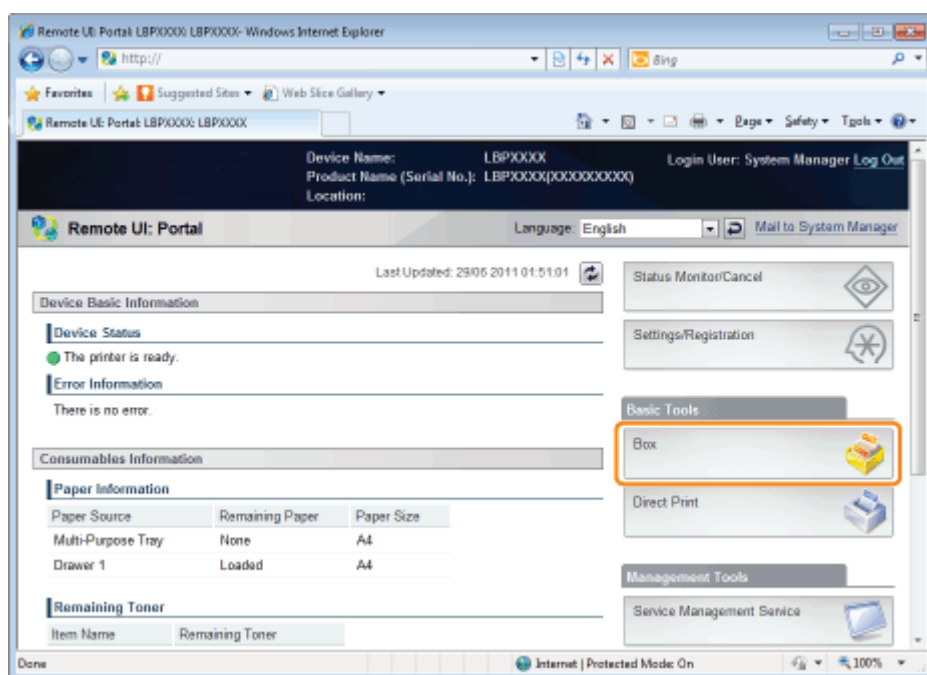 Remote UI: Portal: LBPXXXX: LBPXXXX- Windows Internet Explorer
http://
Bing
Favorites Suggested Sites Web Slice Gallery
Remote UI: Portal: LBPXXXX: LBPXXXX
Page Safety Tools
Device Name: LBPXXXX
Login User: System Manager Log Out
Product Name (Serial No.): LBPXXXX(XXXXXXXXX)
Location:
Remote UI: Portal
Language: English
Mail to System Manager
Last Updated: 29/06 2011 01:51:01
Device Basic Information
Device Status
The printer is ready.
Error Information
There is no error.
Consumables Information
Paper Information
Paper Source Remaining Paper Paper Size
Multi-Purpose Tray None A4
Drawer 1 Loaded A4
Remaining Toner
Item Name Remaining Toner
Status Monitor/Cancel
Settings/Registration
Basic Tools
Box
Direct Print
Management Tools
Service Management Service
Done
Internet | Protected Mode: On
100%